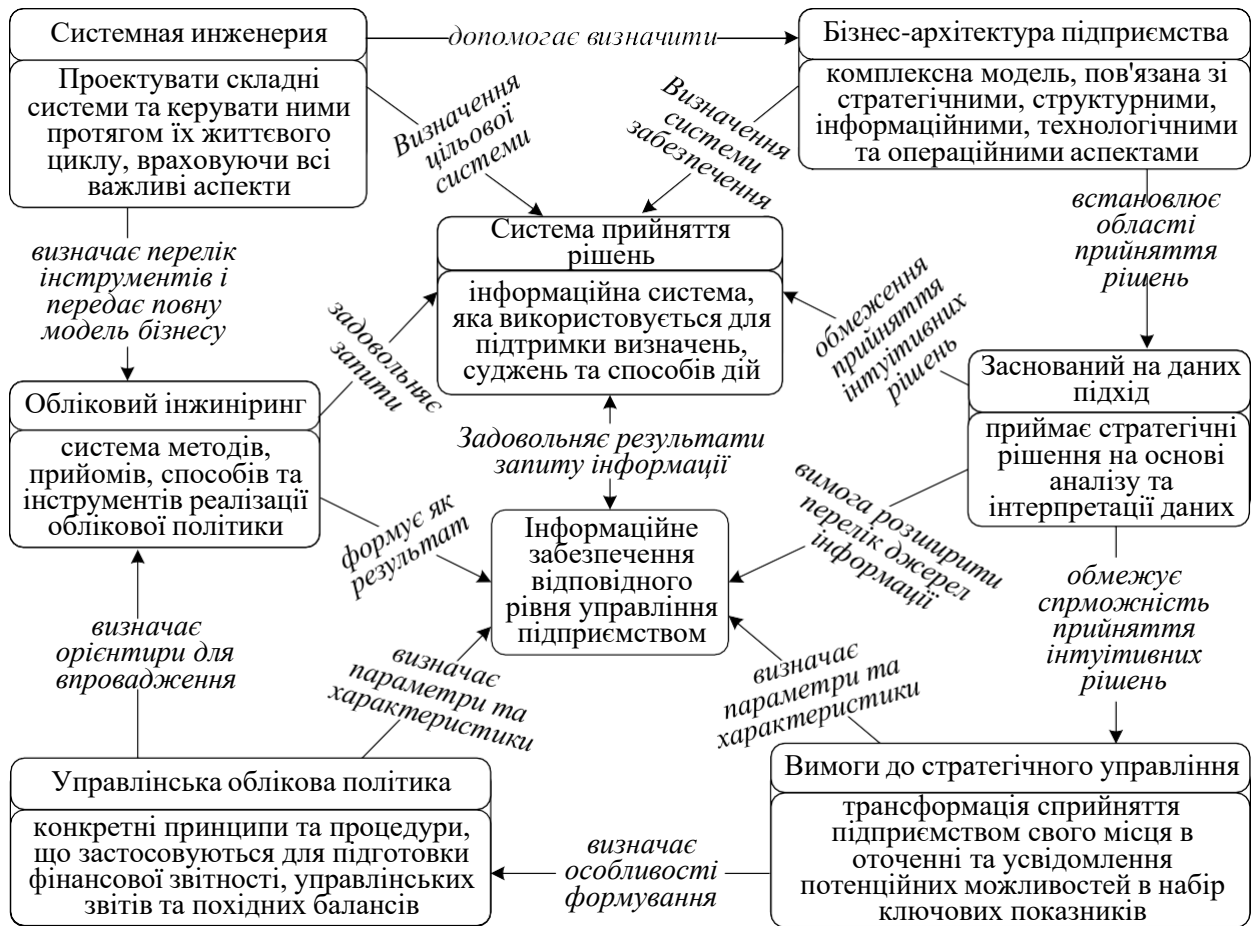 Системная инженерия
допомогає визначити
Бізнес-архітектура підприємства
Проектувати складні
системи та керувати ними
протягом їх життєвого
циклу, враховуючи всі
важливі аспекти
Визначення
цільової
системи
Визначення
системи
забезпечення
комплексна модель, пов'язана зі
стратегічними, структурними,
інформаційними, технологічними
та операційними аспектами
визначає перелік
інструментів і
передає повну
модель бізнесу
Система прийняття
рішень
інформаційна система,
яка використовується для
підтримки визначень,
суджень та способів дій
встановлює
області
прийняття
рішень
задовольняє
запити
обмеження
прийняття
інтуітивних
рішень
Обліковий інжиніринг
система методів,
прийомів, способів та
інструментів реалізації
облікової політики
Задовольняє результати
запиту інформації
Заснований на даних
підхід
приймає стратегічні
рішення на основі
аналізу та
інтерпретації даних
формує як
результат
Інформаційне
забезпечення
відповідного
рівня управління
підприємством
вимога розширити
перелік джерел
інформації
визначає
орієнтири для
впровадження
визначає
параметри та
характеристики
визначає
параметри та
характеристики
обмежує
спрможність
прийняття
інтуітивних
рішень
Управлінська облікова політика
конкретні принципи та процедури,
що застосовуються для підготовки
фінансової звітності, управлінських
звітів та похідних балансів
визначає
особливості
формування
Вимоги до стратегічного управління
трансформація сприйняття
підприємством свого місця в
оточенні та усвідомлення
потенційних можливостей в набір
ключових показників